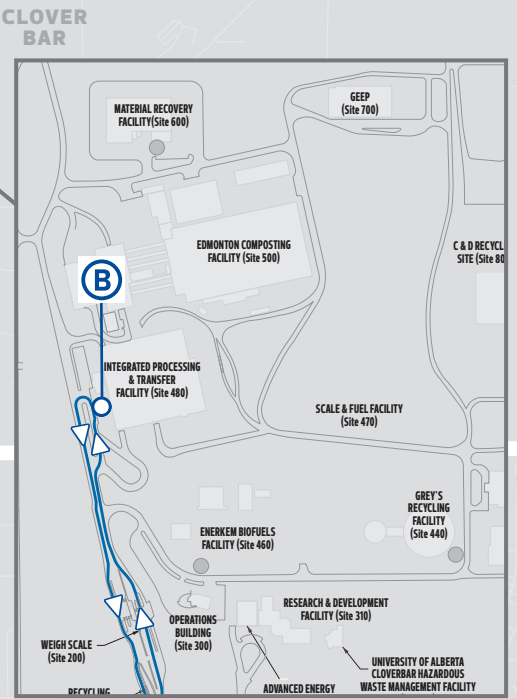 CLOVER
BAR
MATERIAL RECOVERY
FACILITY(Site 600)
GEEP
(Site 700)
EDMONTON COMPOSTING
FACILITY (Site 500)
C & D RECYCL
SITE (Site 80
B
INTEGRATED PROCESSING
& TRANSFER
FACILITY (Site 480)
SCALE & FUEL FACILITY
(Site 470)
GREY'S
RECYCLING
FACILITY
(Site 440)
ENERKEM BIOFUELS
FACILITY (Site 460)
RESEARCH & DEVELOPMENT
FACILITY (Site 310)
OPERATIONS
BUILDING
(Site 300)
WEIGH SCALE
(Site 200)
UNIVERSITY OF ALBERTA
CLOVERBAR HAZARDOUS
WASTE MANAGEMENT FACILITY
ADVANCED ENERGY
RECYCLING